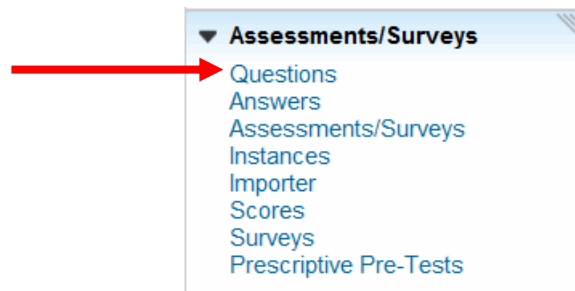 Assessments/Surveys
Questions
Answers
Assessments/Surveys
Instances
Importer
Scores
Surveys
Prescriptive Pre-Tests